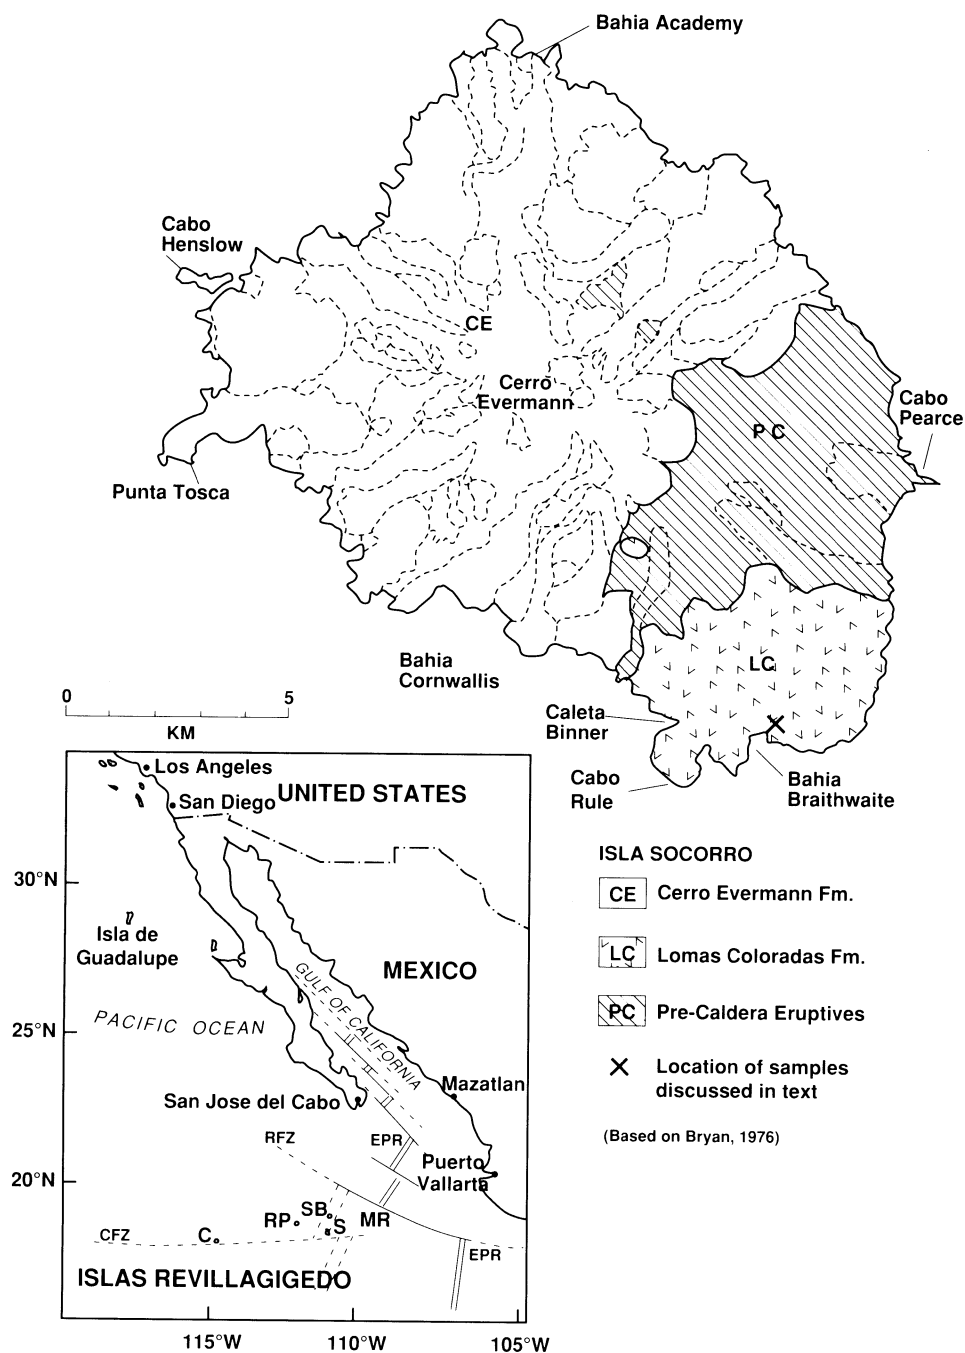 Bahia Academy
Cabo
Henslow
CE
Cerro
Evermann
Cabo
Pearce
PC
Punta Tosca
Bahia
Cornwallis
LC
0 5
KM
Caleta
Binner
Cabo
Rule
Bahia
Braithwaite
Los Angeles
San Diego
UNITED STATES
30°N
Isla de
Guadalupe
MEXICO
GULF OF CALIFORNIA
PACIFIC OCEAN
25°N
San Jose del Cabo
Mazatlan
RFZ
EPR
Puerto
Vallarta
20°N
SB
RP
S
MR
CFZ
C
EPR
ISLAS REVILLAGIGEDO
115°W
110°W
105°W
ISLA SOCORRO
CE Cerro Evermann Fm.
LC Lomas Coloradas Fm.
PC Pre-Caldera Eruptives
Location of samples
discussed in text
(Based on Bryan, 1976)